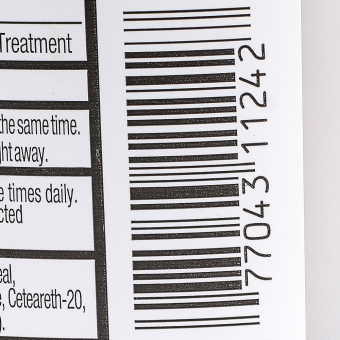 Treatment
the same time.
ght away.
e times daily.
cted
eal,
e, Ceteareth-20,
).
77043 11242